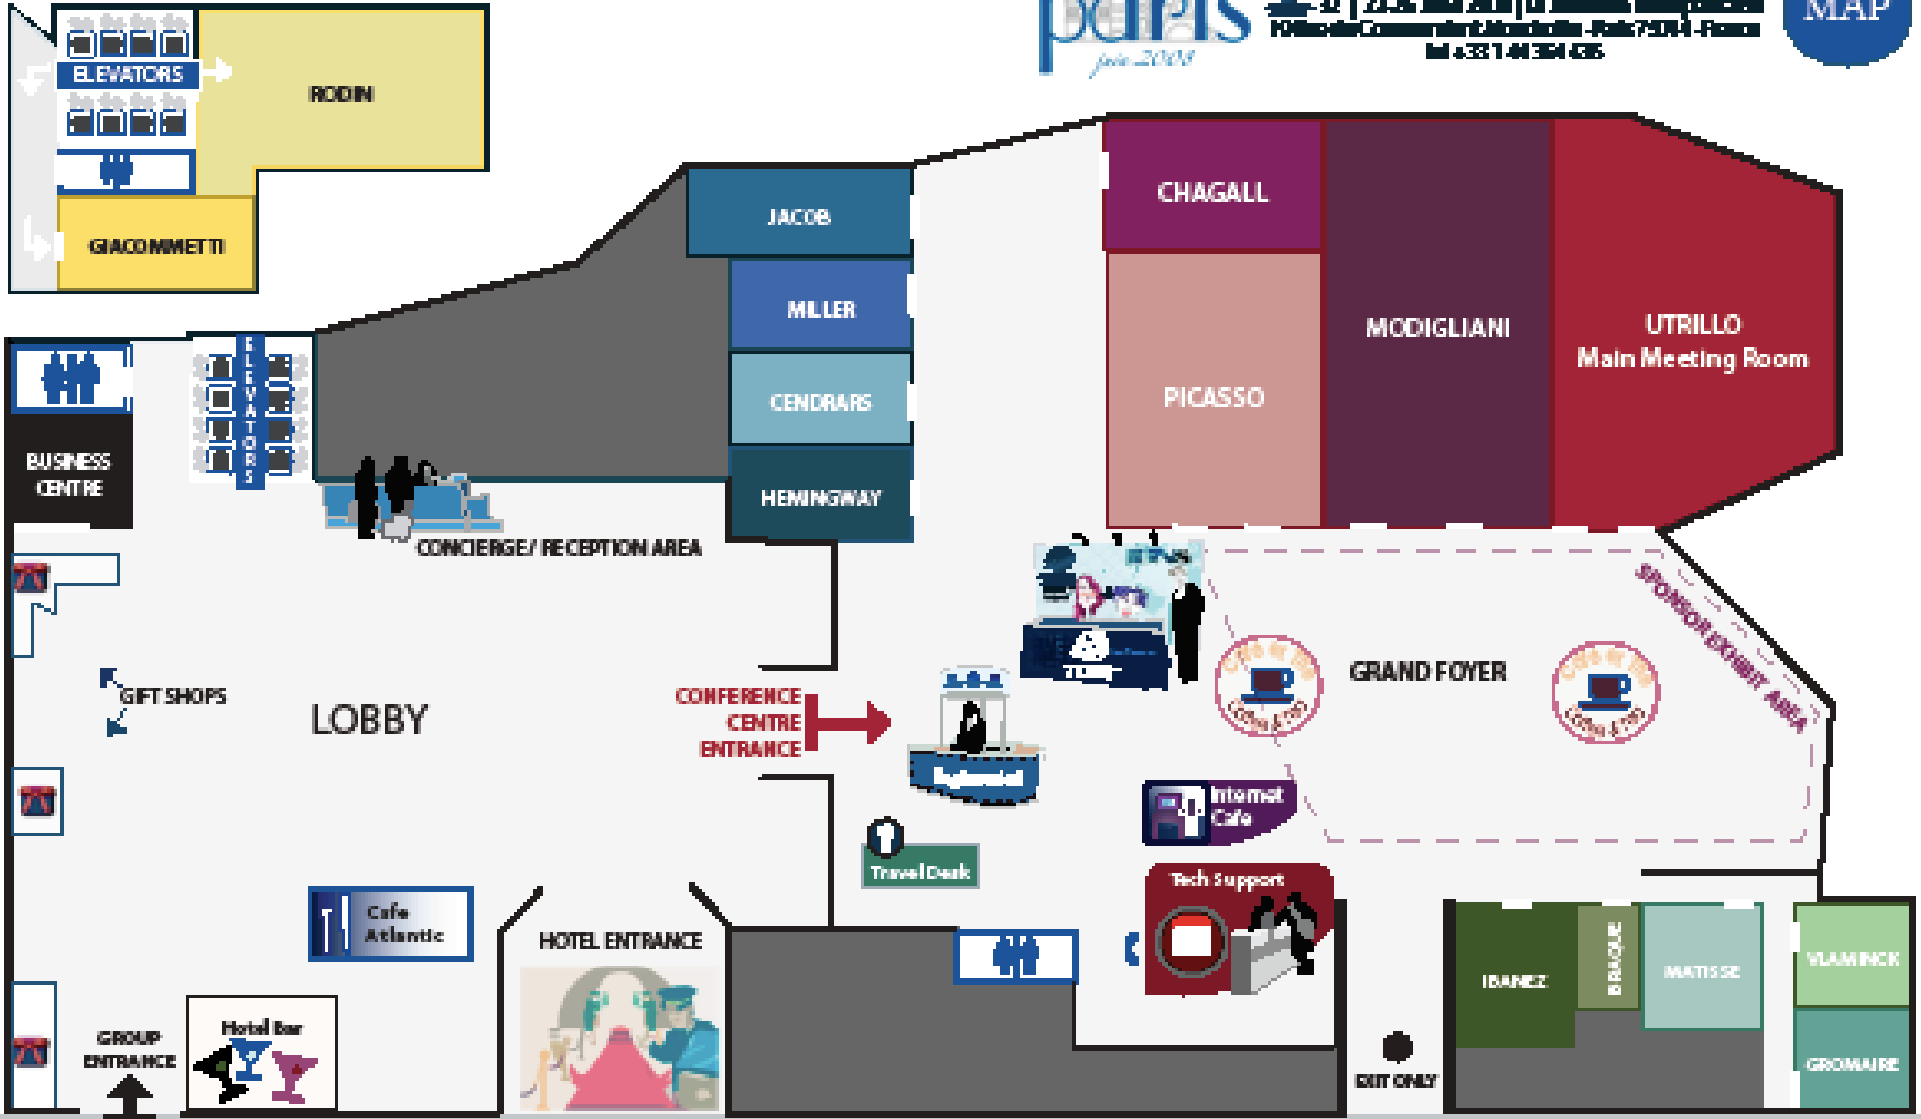 paris
juin 2008
MAP
ELEVATORS
RODIN
GIACOMMETTI
JACOB
MILLER
CENDRARS
HEMINGWAY
CHAGALL
PICASSO
MODIGLIANI
UTRILLO
Main Meeting Room
BUSINESS
CENTRE
ELEVATORS
CONCIERGE/ RECEPTION AREA
GIFT SHOPS
LOBBY
CONFERENCE
CENTRE
ENTRANCE
GRAND FOYER
SPONSOR EXHIBIT AREA
Internet
Cafe
Travel Desk
Tech Support
Cafe
Atlantic
HOTEL ENTRANCE
Hotel Bar
GROUP
ENTRANCE
EXIT ONLY
IBANEZ
BRAQUE
MATISSE
VLAMINCK
GROMAIRE